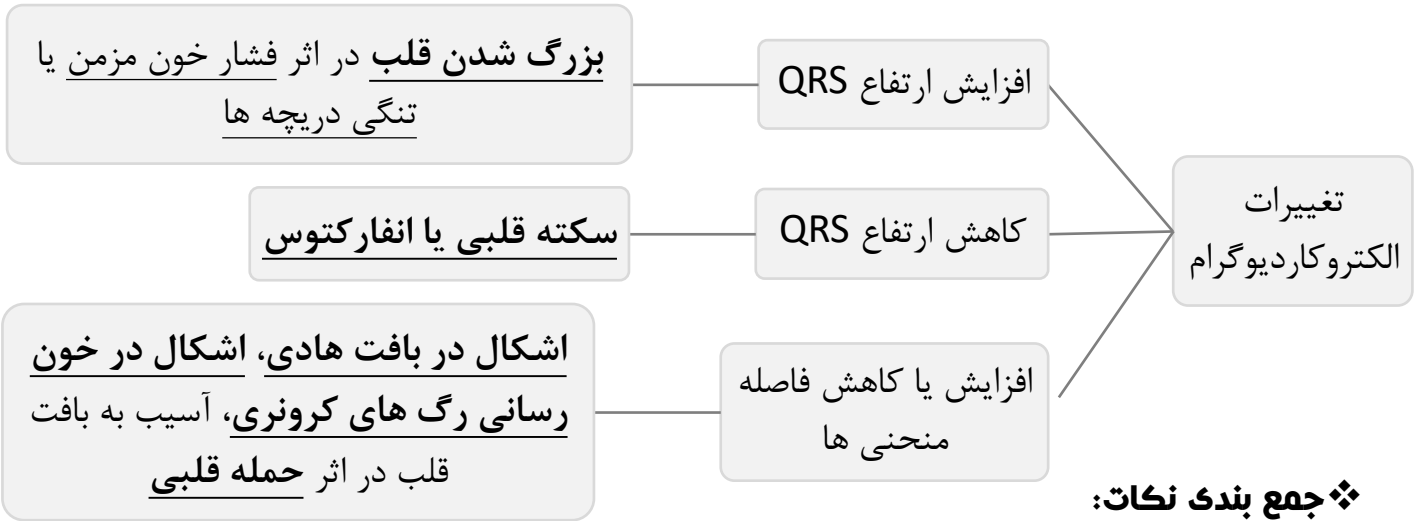 تغییرات
الکتروکاردیوگرام
افزایش ارتفاع QRS
بزرگ شدن قلب در اثر فشار خون مزمن یا
تنگی دریچه ها
کاهش ارتفاع QRS
سکته قلبی یا انفارکتوس
افزایش یا کاهش فاصله
منحنی ها
اشکال در بافت هادی، اشکال در خون
رسانی رگ های کرونری، آسیب به بافت
قلب در اثر حمله قلبی
❖جمع بندی نکات: